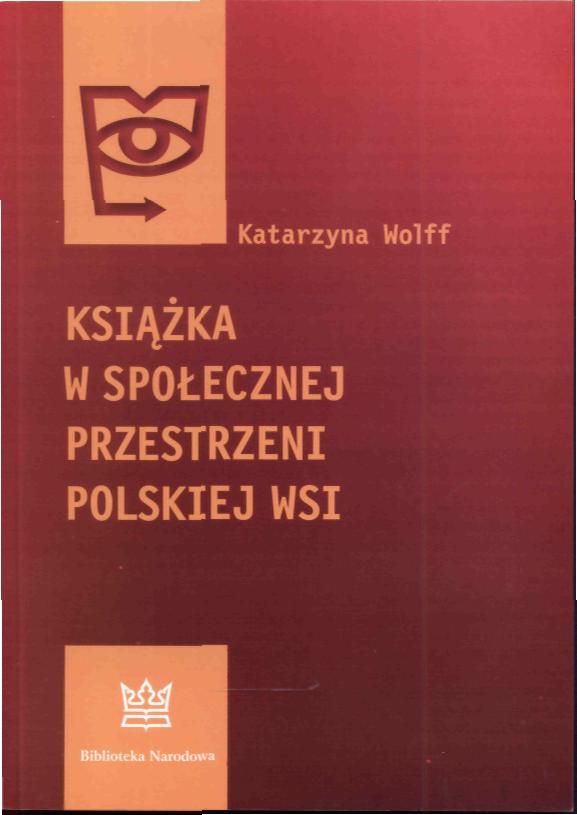 Katarzyna Wolff
KSIĄŻKA
W SPOŁECZNEJ
PRZESTRZENI
POLSKIEJ WSI
Biblioteka Narodowa